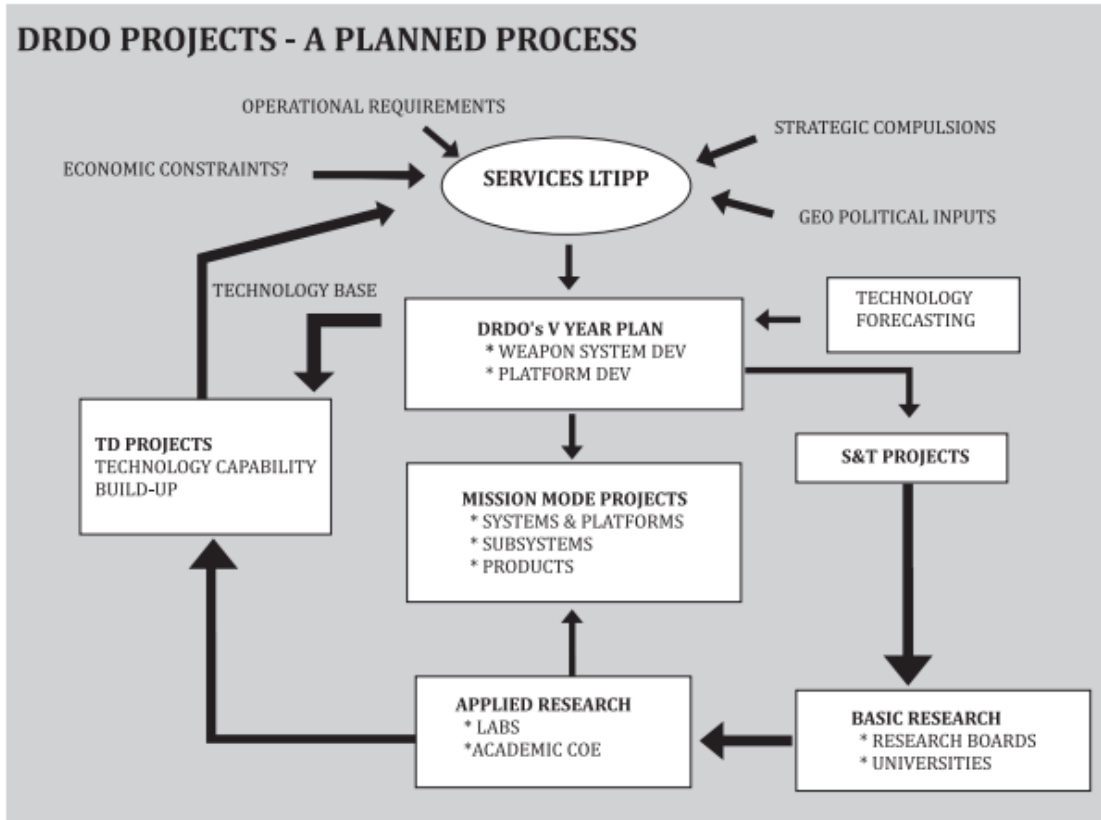 DRDO PROJECTS - A PLANNED PROCESS
OPERATIONAL REQUIREMENTS
STRATEGIC COMPULSIONS
ECONOMIC CONSTRAINTS?
SERVICES LTIPP
GEO POLITICAL INPUTS
TECHNOLOGY BASE
DRDO's V YEAR PLAN
* WEAPON SYSTEM DEV
* PLATFORM DEV
TECHNOLOGY
FORECASTING
TD PROJECTS
TECHNOLOGY CAPABILITY
BUILD-UP
S&T PROJECTS
MISSION MODE PROJECTS
* SYSTEMS & PLATFORMS
* SUBSYSTEMS
* PRODUCTS
APPLIED RESEARCH
* LABS
*ACADEMIC COE
BASIC RESEARCH
* RESEARCH BOARDS
* UNIVERSITIES